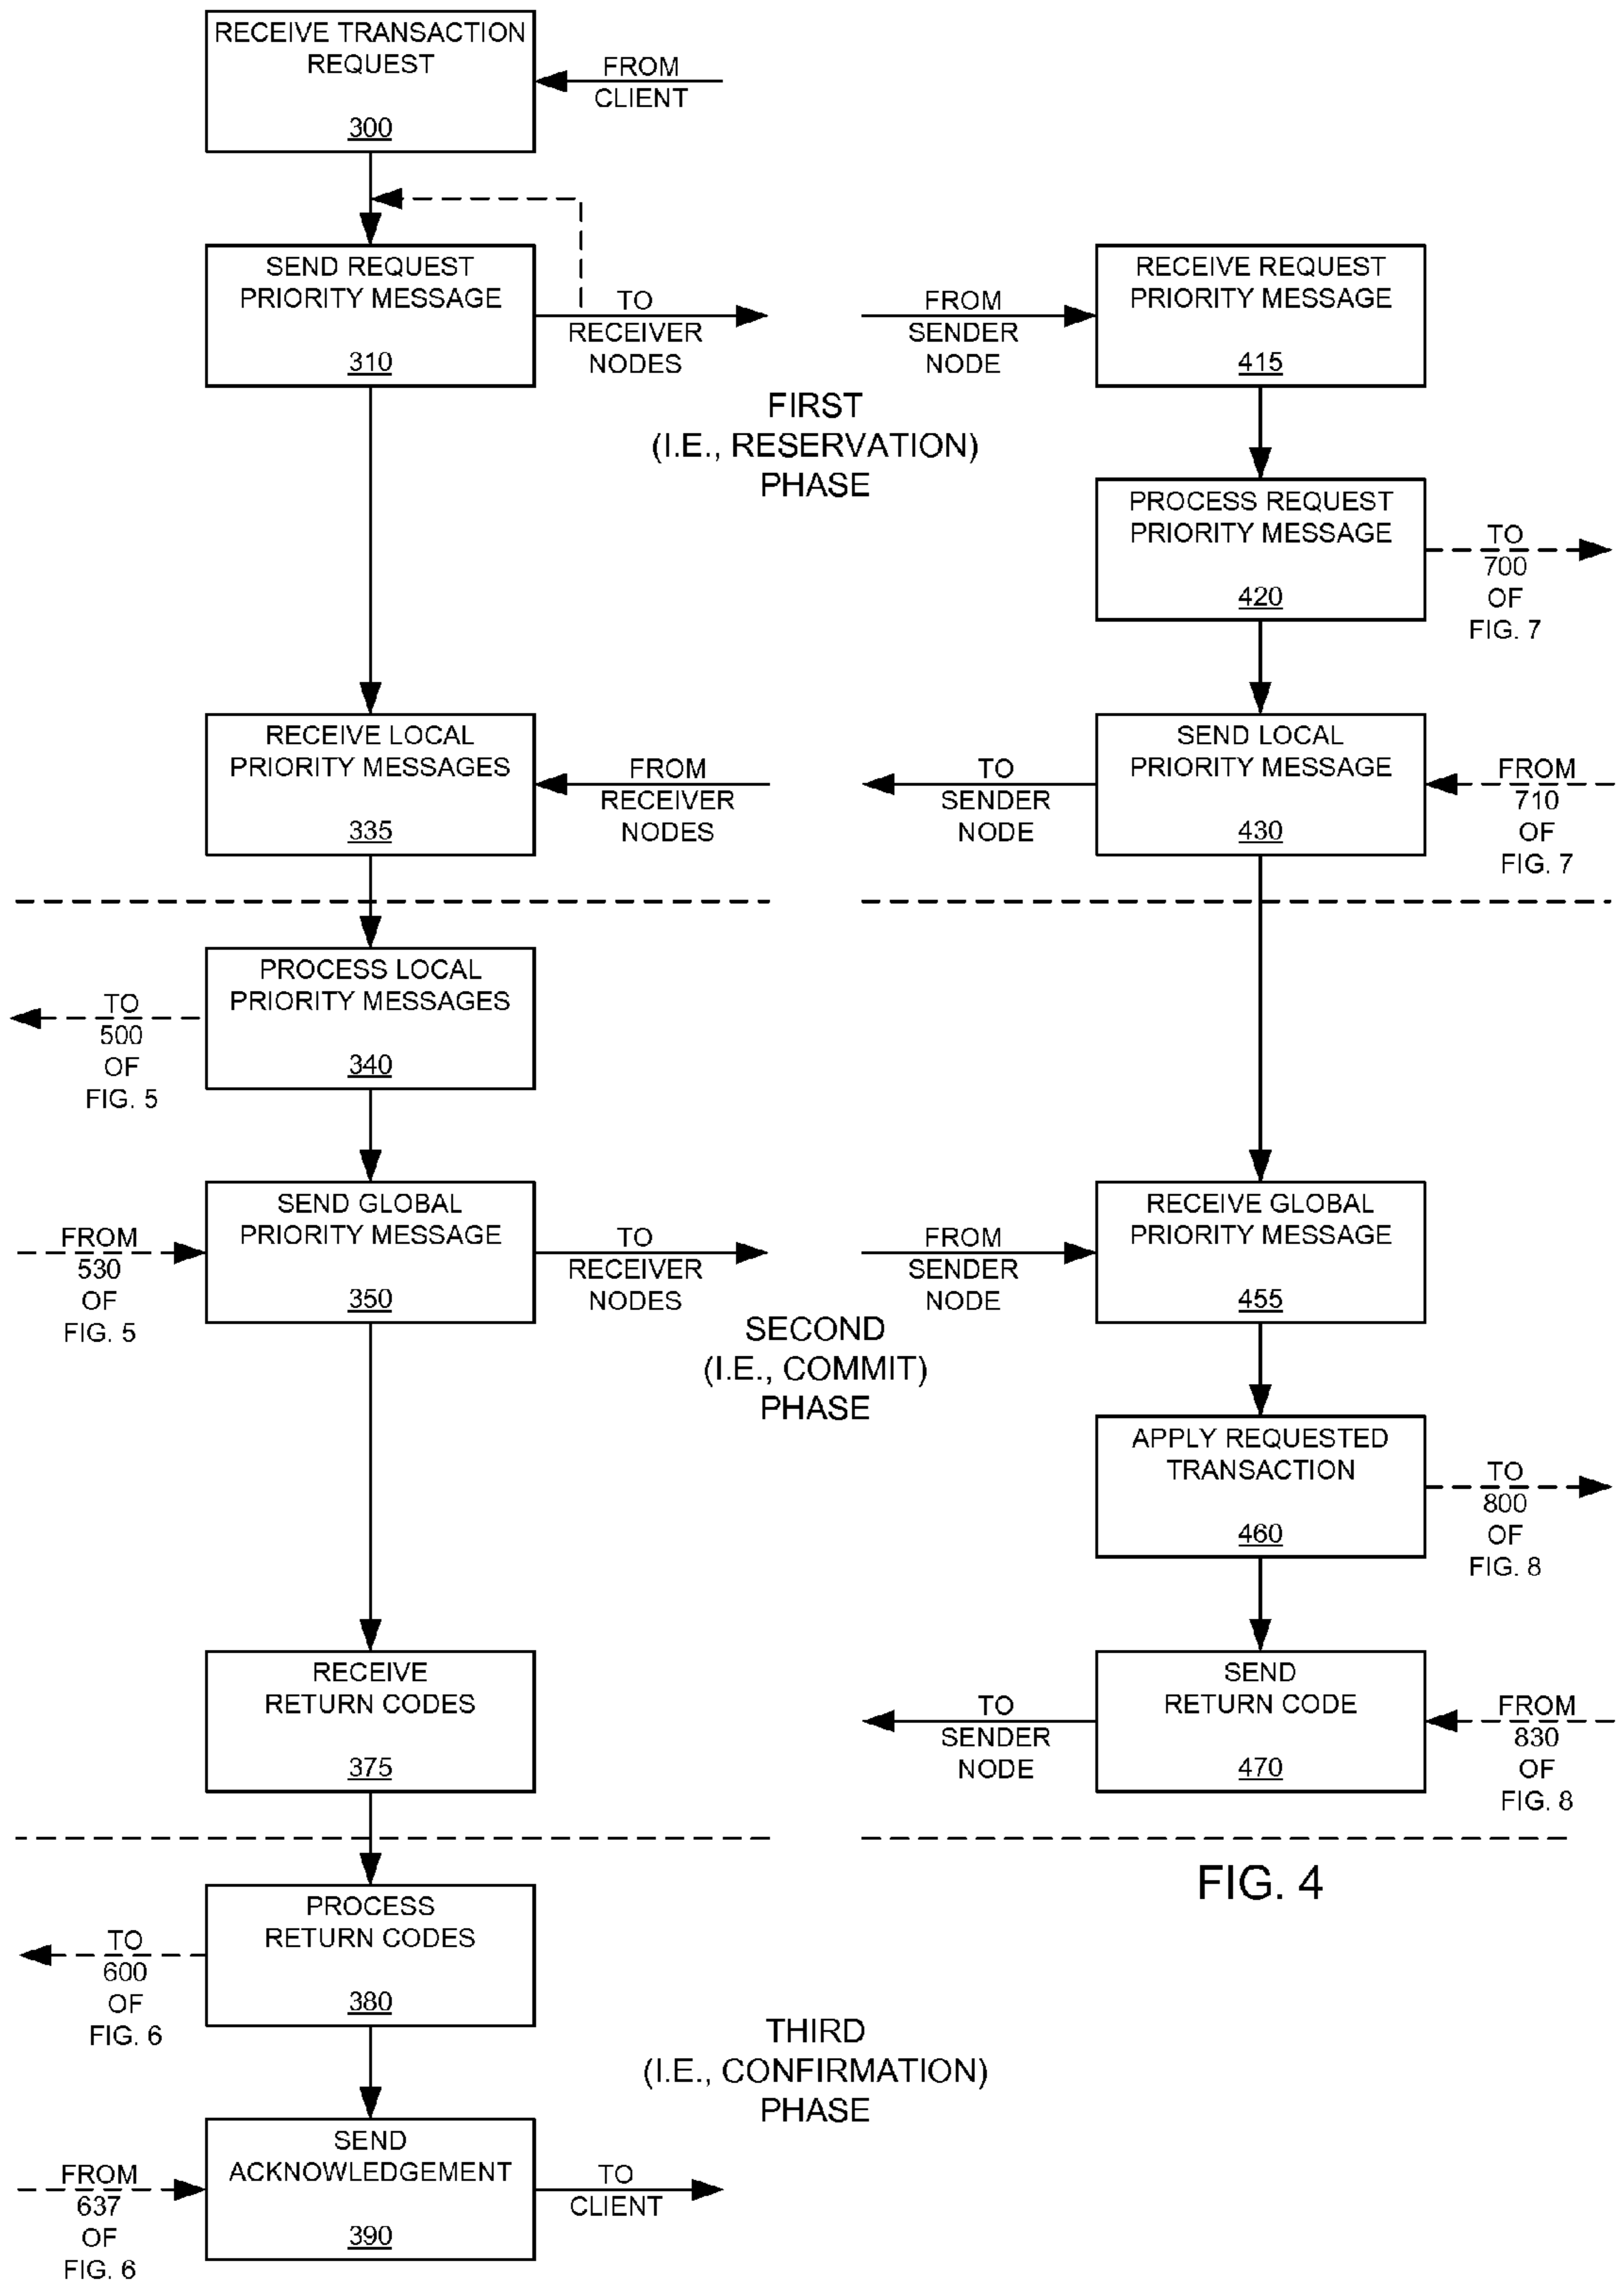 RECEIVE TRANSACTION
REQUEST
300
FROM
CLIENT
SEND REQUEST
PRIORITY MESSAGE
310
TO
RECEIVER
NODES
FROM
SENDER
NODE
RECEIVE REQUEST
PRIORITY MESSAGE
415
FIRST
(I.E., RESERVATION)
PHASE
PROCESS REQUEST
PRIORITY MESSAGE
420
TO
700
OF
FIG. 7
RECEIVE LOCAL
PRIORITY MESSAGES
335
FROM
RECEIVER
NODES
TO
SENDER
NODE
SEND LOCAL
PRIORITY MESSAGE
430
FROM
710
OF
FIG. 7
PROCESS LOCAL
PRIORITY MESSAGES
340
TO
500
OF
FIG. 5
FROM
530
OF
FIG. 5
SEND GLOBAL
PRIORITY MESSAGE
350
TO
RECEIVER
NODES
FROM
SENDER
NODE
RECEIVE GLOBAL
PRIORITY MESSAGE
455
SECOND
(I.E., COMMIT)
PHASE
APPLY REQUESTED
TRANSACTION
460
TO
800
OF
FIG. 8
RECEIVE
RETURN CODES
375
TO
SENDER
NODE
SEND
RETURN CODE
470
FROM
830
OF
FIG. 8
FIG. 4
PROCESS
RETURN CODES
380
TO
600
OF
FIG. 6
THIRD
(I.E., CONFIRMATION)
PHASE
FROM
637
OF
FIG. 6
SEND
ACKNOWLEDGEMENT
390
TO
CLIENT